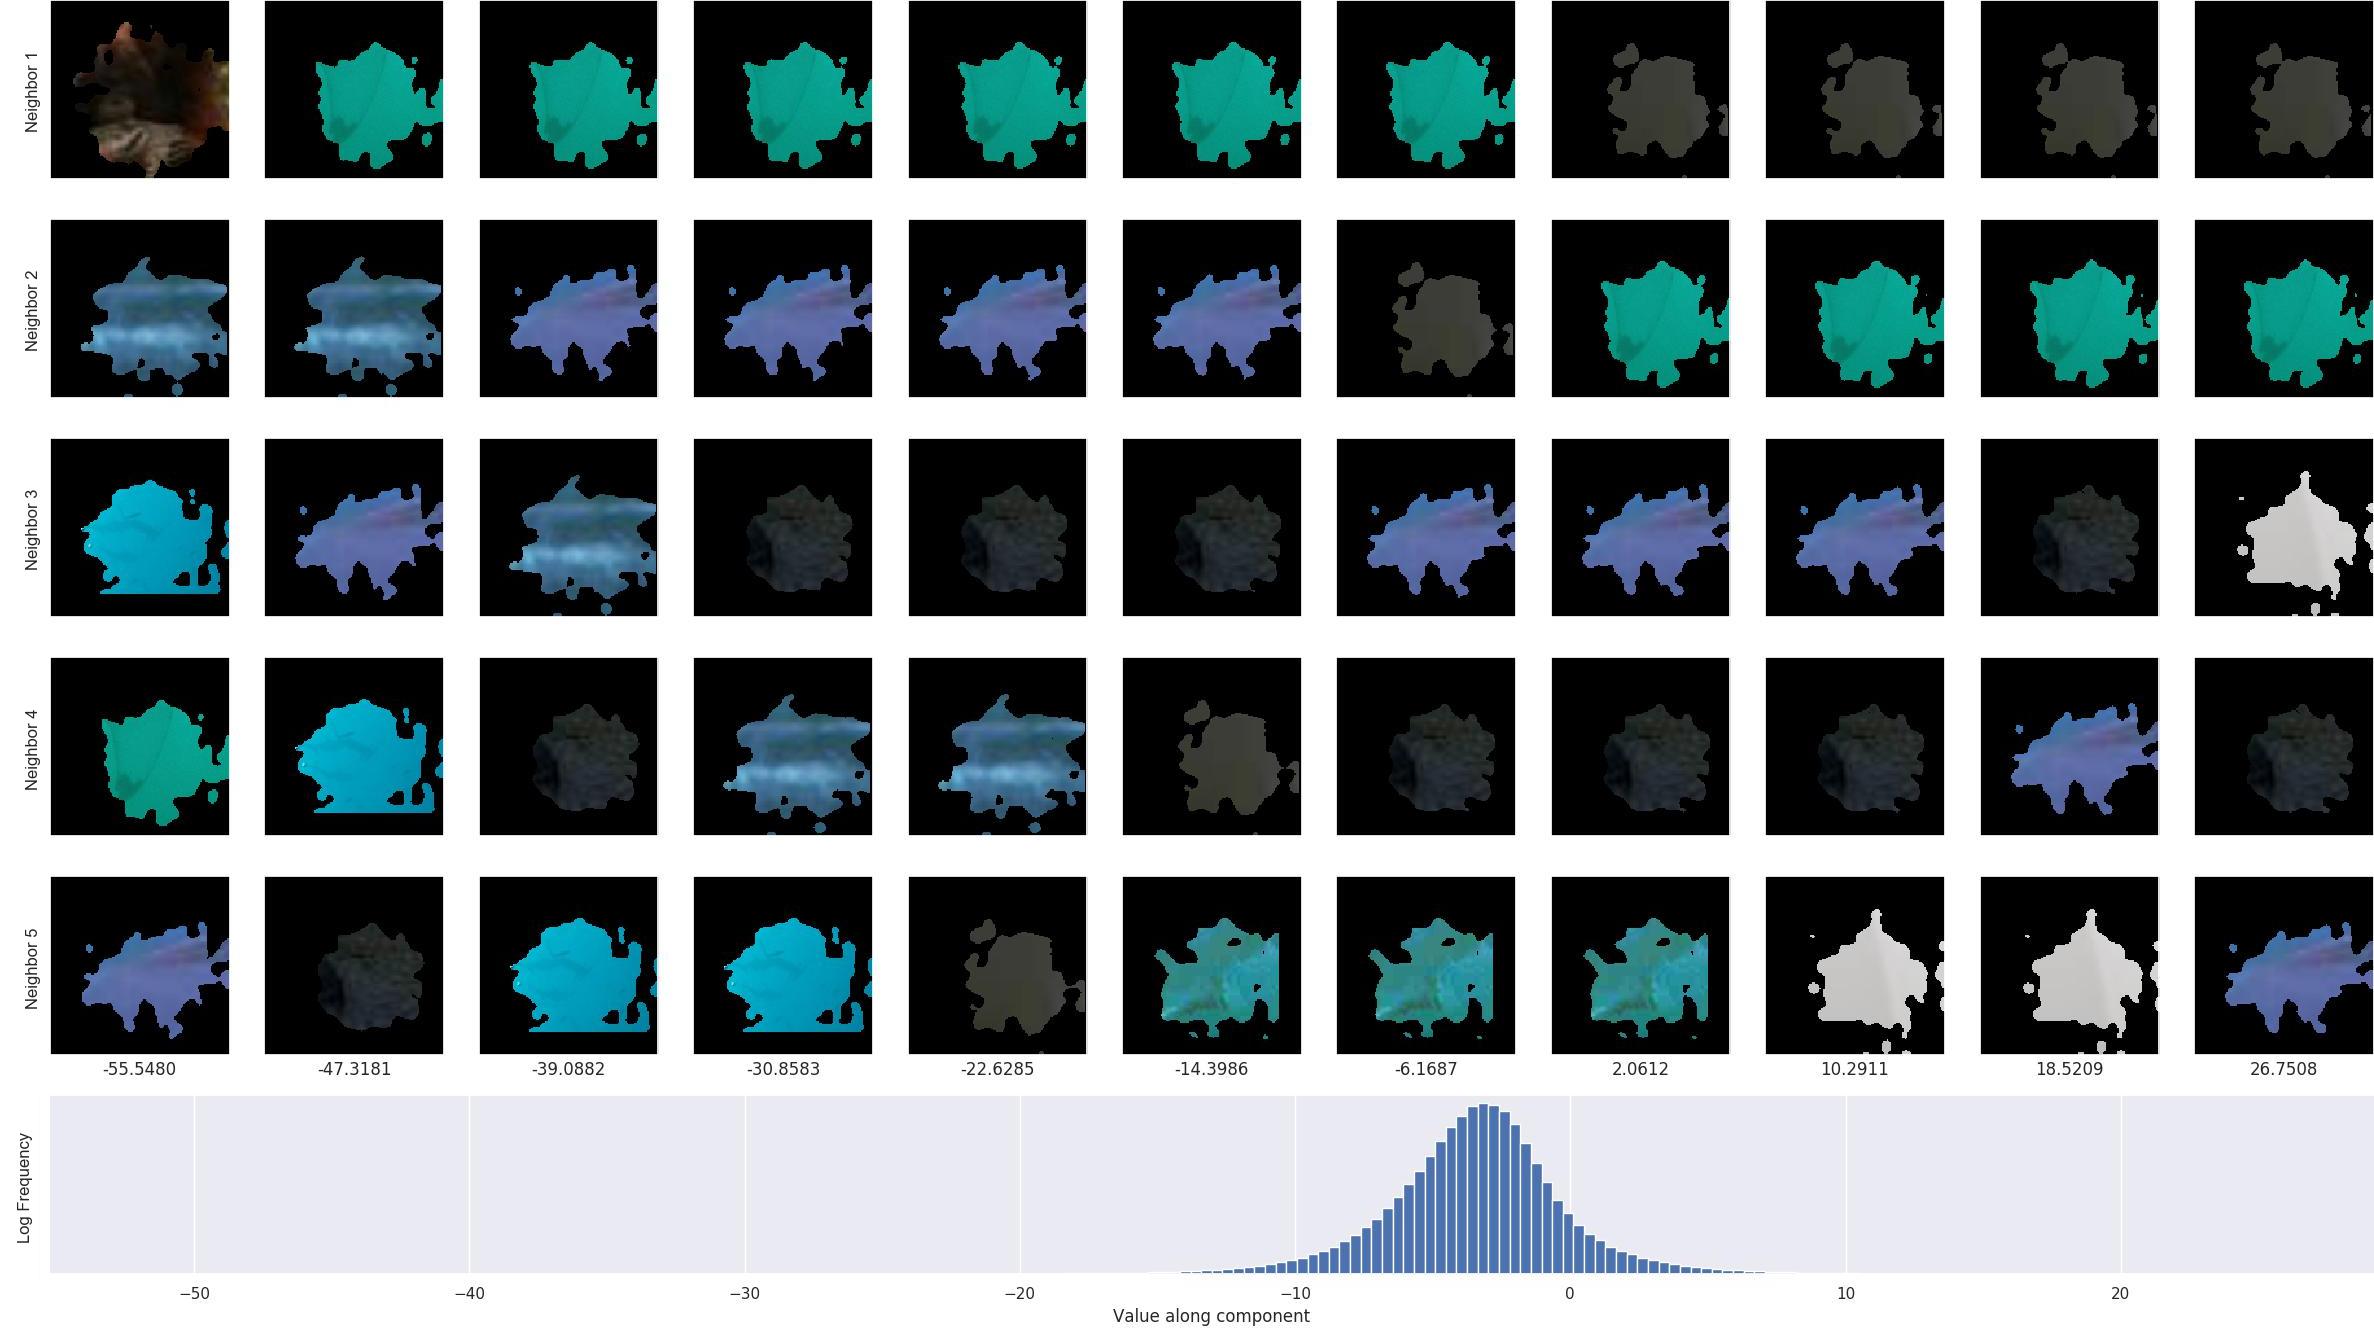 Neighbor 1
Neighbor 2
Neighbor 3
Neighbor 4
Neighbor 5
-55.5480 -47.3181 -39.0882 -30.8583 -22.6285 -14.3986 -6.1687 2.0612 10.2911 18.5209 26.7508
Log Frequency
−50 −40 −30 −20 −10 0 10 20
Value along component